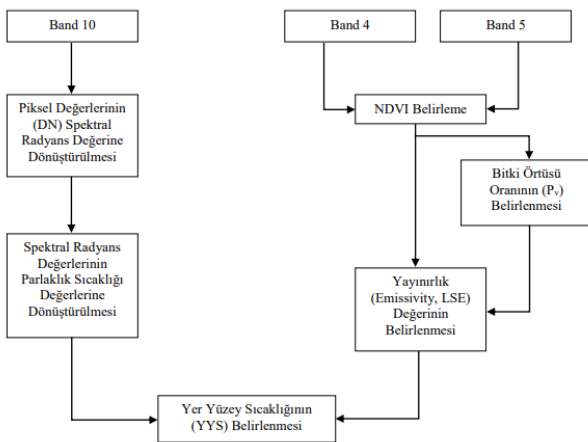 Band 10
Band 4
Band 5
NDVI Belirleme
Piksel Değerlerinin
(DN) Spektral
Radyans Değerine
Dönüştürülmesi
Bitki Örtüsü
Oranının (Pv)
Belirlenmesi
Spektral Radyans
Değerlerinin
Parlaklık Sıcaklığı
Değerlerine
Dönüştürülmesi
Yayınırlık
(Emissivity, LSE)
Değerinin
Belirlenmesi
Yer Yüzey Sıcaklığının
(YYS) Belirlenmesi